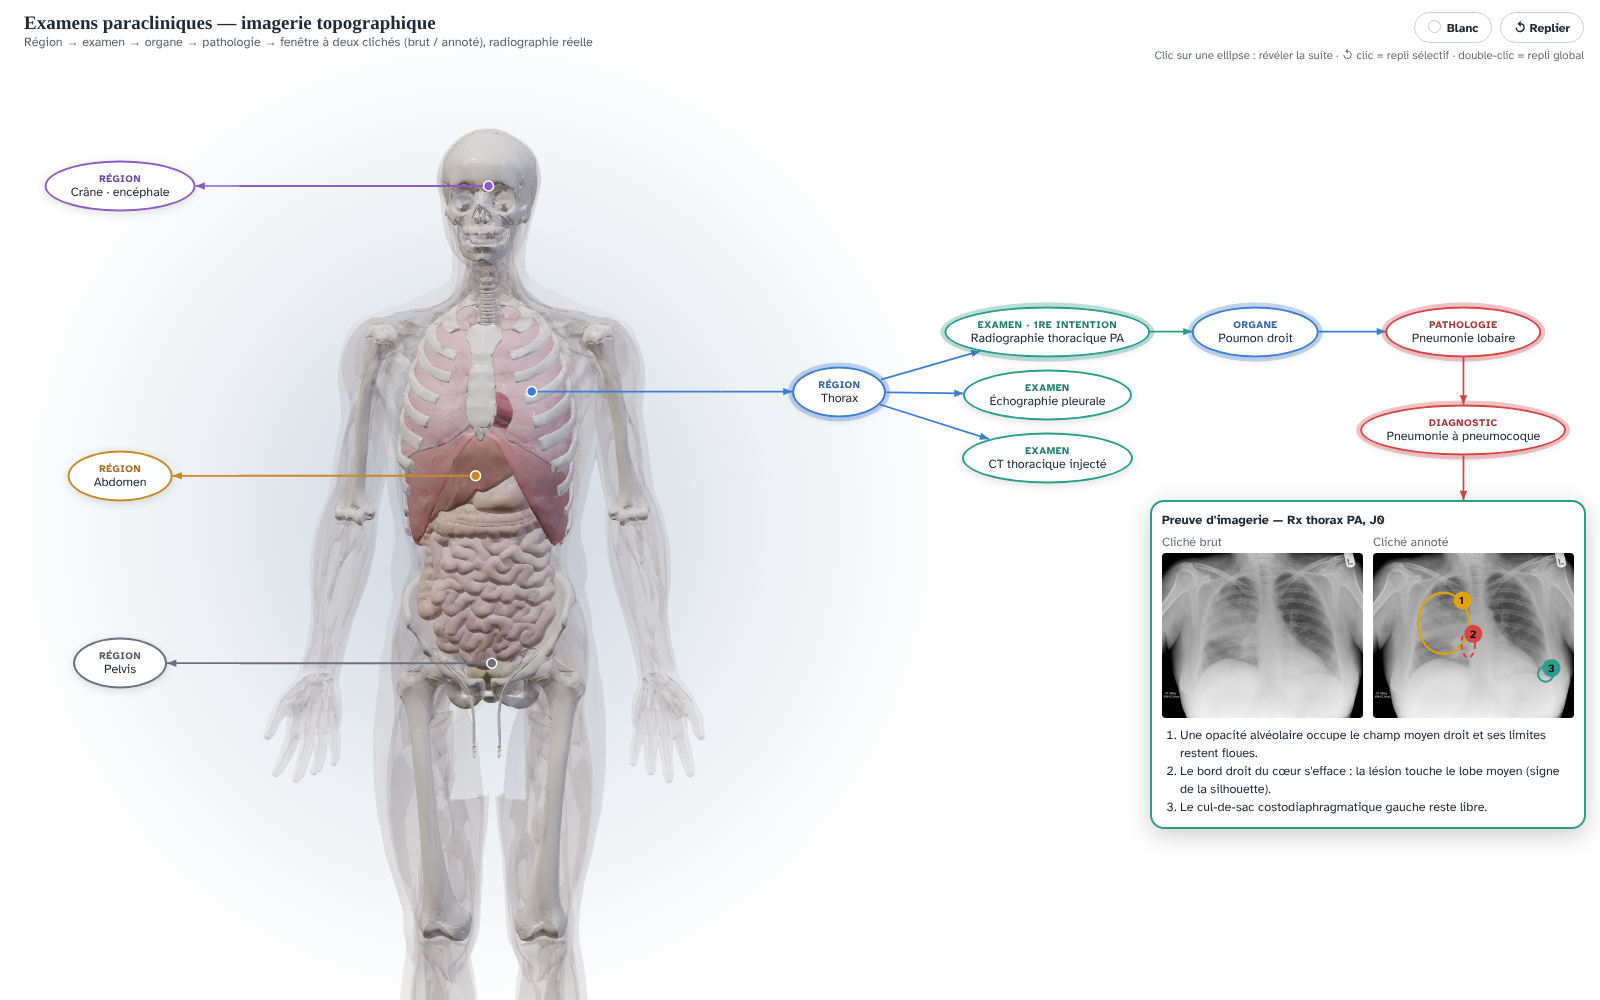 Examens paracliniques — imagerie topographique
Région → examen → organe → pathologie → fenêtre à deux clichés (brut / annoté), radiographie réelle
Blanc
↺ Replier
Clic sur une ellipse : révéler la suite · ↺ clic = repli sélectif · double-clic = repli global
RÉGION
Crâne · encéphale
RÉGION
Abdomen
RÉGION
Pelvis
RÉGION
Thorax
EXAMEN · 1RE INTENTION
Radiographie thoracique PA
EXAMEN
Échographie pleurale
EXAMEN
CT thoracique injecté
ORGANE
Poumon droit
PATHOLOGIE
Pneumonie lobaire
DIAGNOSTIC
Pneumonie à pneumocoque
Preuve d'imagerie — Rx thorax PA, J0
Cliché brut
Cliché annoté
L
L
1
2
3
1. Une opacité alvéolaire occupe le champ moyen droit et ses limites
restent floues.
2. Le bord droit du cœur s'efface : la lésion touche le lobe moyen (signe
de la silhouette).
3. Le cul-de-sac costodiaphragmatique gauche reste libre.